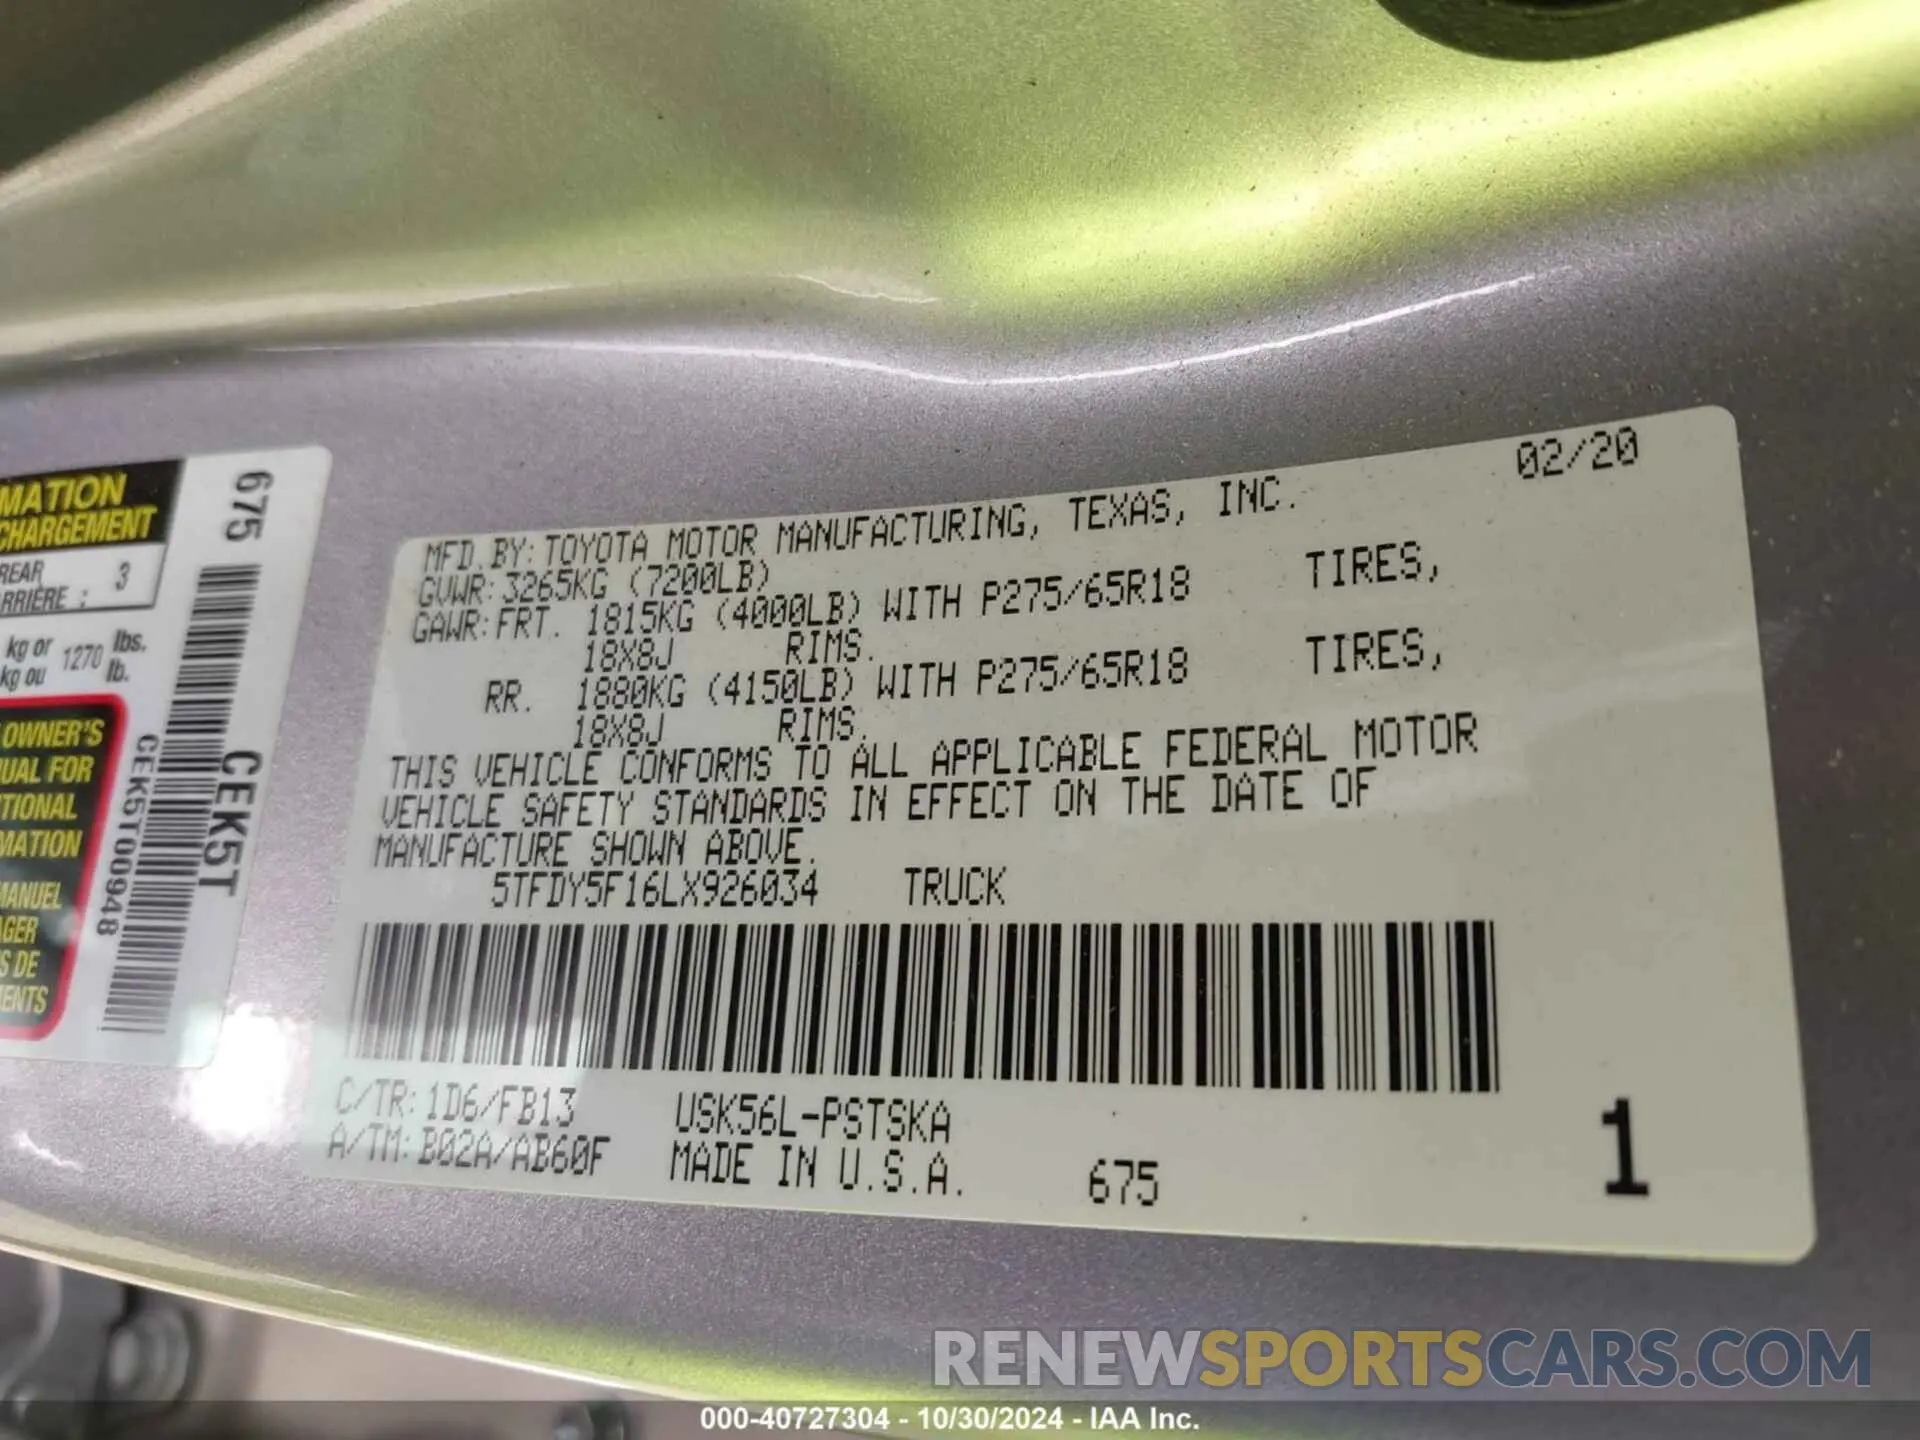 MATION
CHARGEMENT
REAR
3
ARRIÈRE :
kg or 1270 lbs.
kg ou lb.
OWNER'S
UAL FOR
TIONAL
MATION
MANUEL
AGER
S DE
MENTS
675
CEK5T
CEK5T00948
02/20
MFD.BY:TOYOTA MOTOR MANUFACTURING, TEXAS, INC.
GVWR:3265KG (7200LB)
GAWR:FRT. 1815KG (4000LB) WITH P275/65R18 TIRES,
18X8J RIMS.
RR. 1880KG (4150LB) WITH P275/65R18 TIRES,
18X8J RIMS.
THIS VEHICLE CONFORMS TO ALL APPLICABLE FEDERAL MOTOR
VEHICLE SAFETY STANDARDS IN EFFECT ON THE DATE OF
MANUFACTURE SHOWN ABOVE.
5TFDY5F16LX926034 TRUCK
C/TR:1D6/FB13 USK56L-PSTSKA
A/TM:B02A/AB60F MADE IN U.S.A. 675
1
RENEWSPORTSCARS.COM
000-40727304 - 10/30/2024 - IAA Inc.